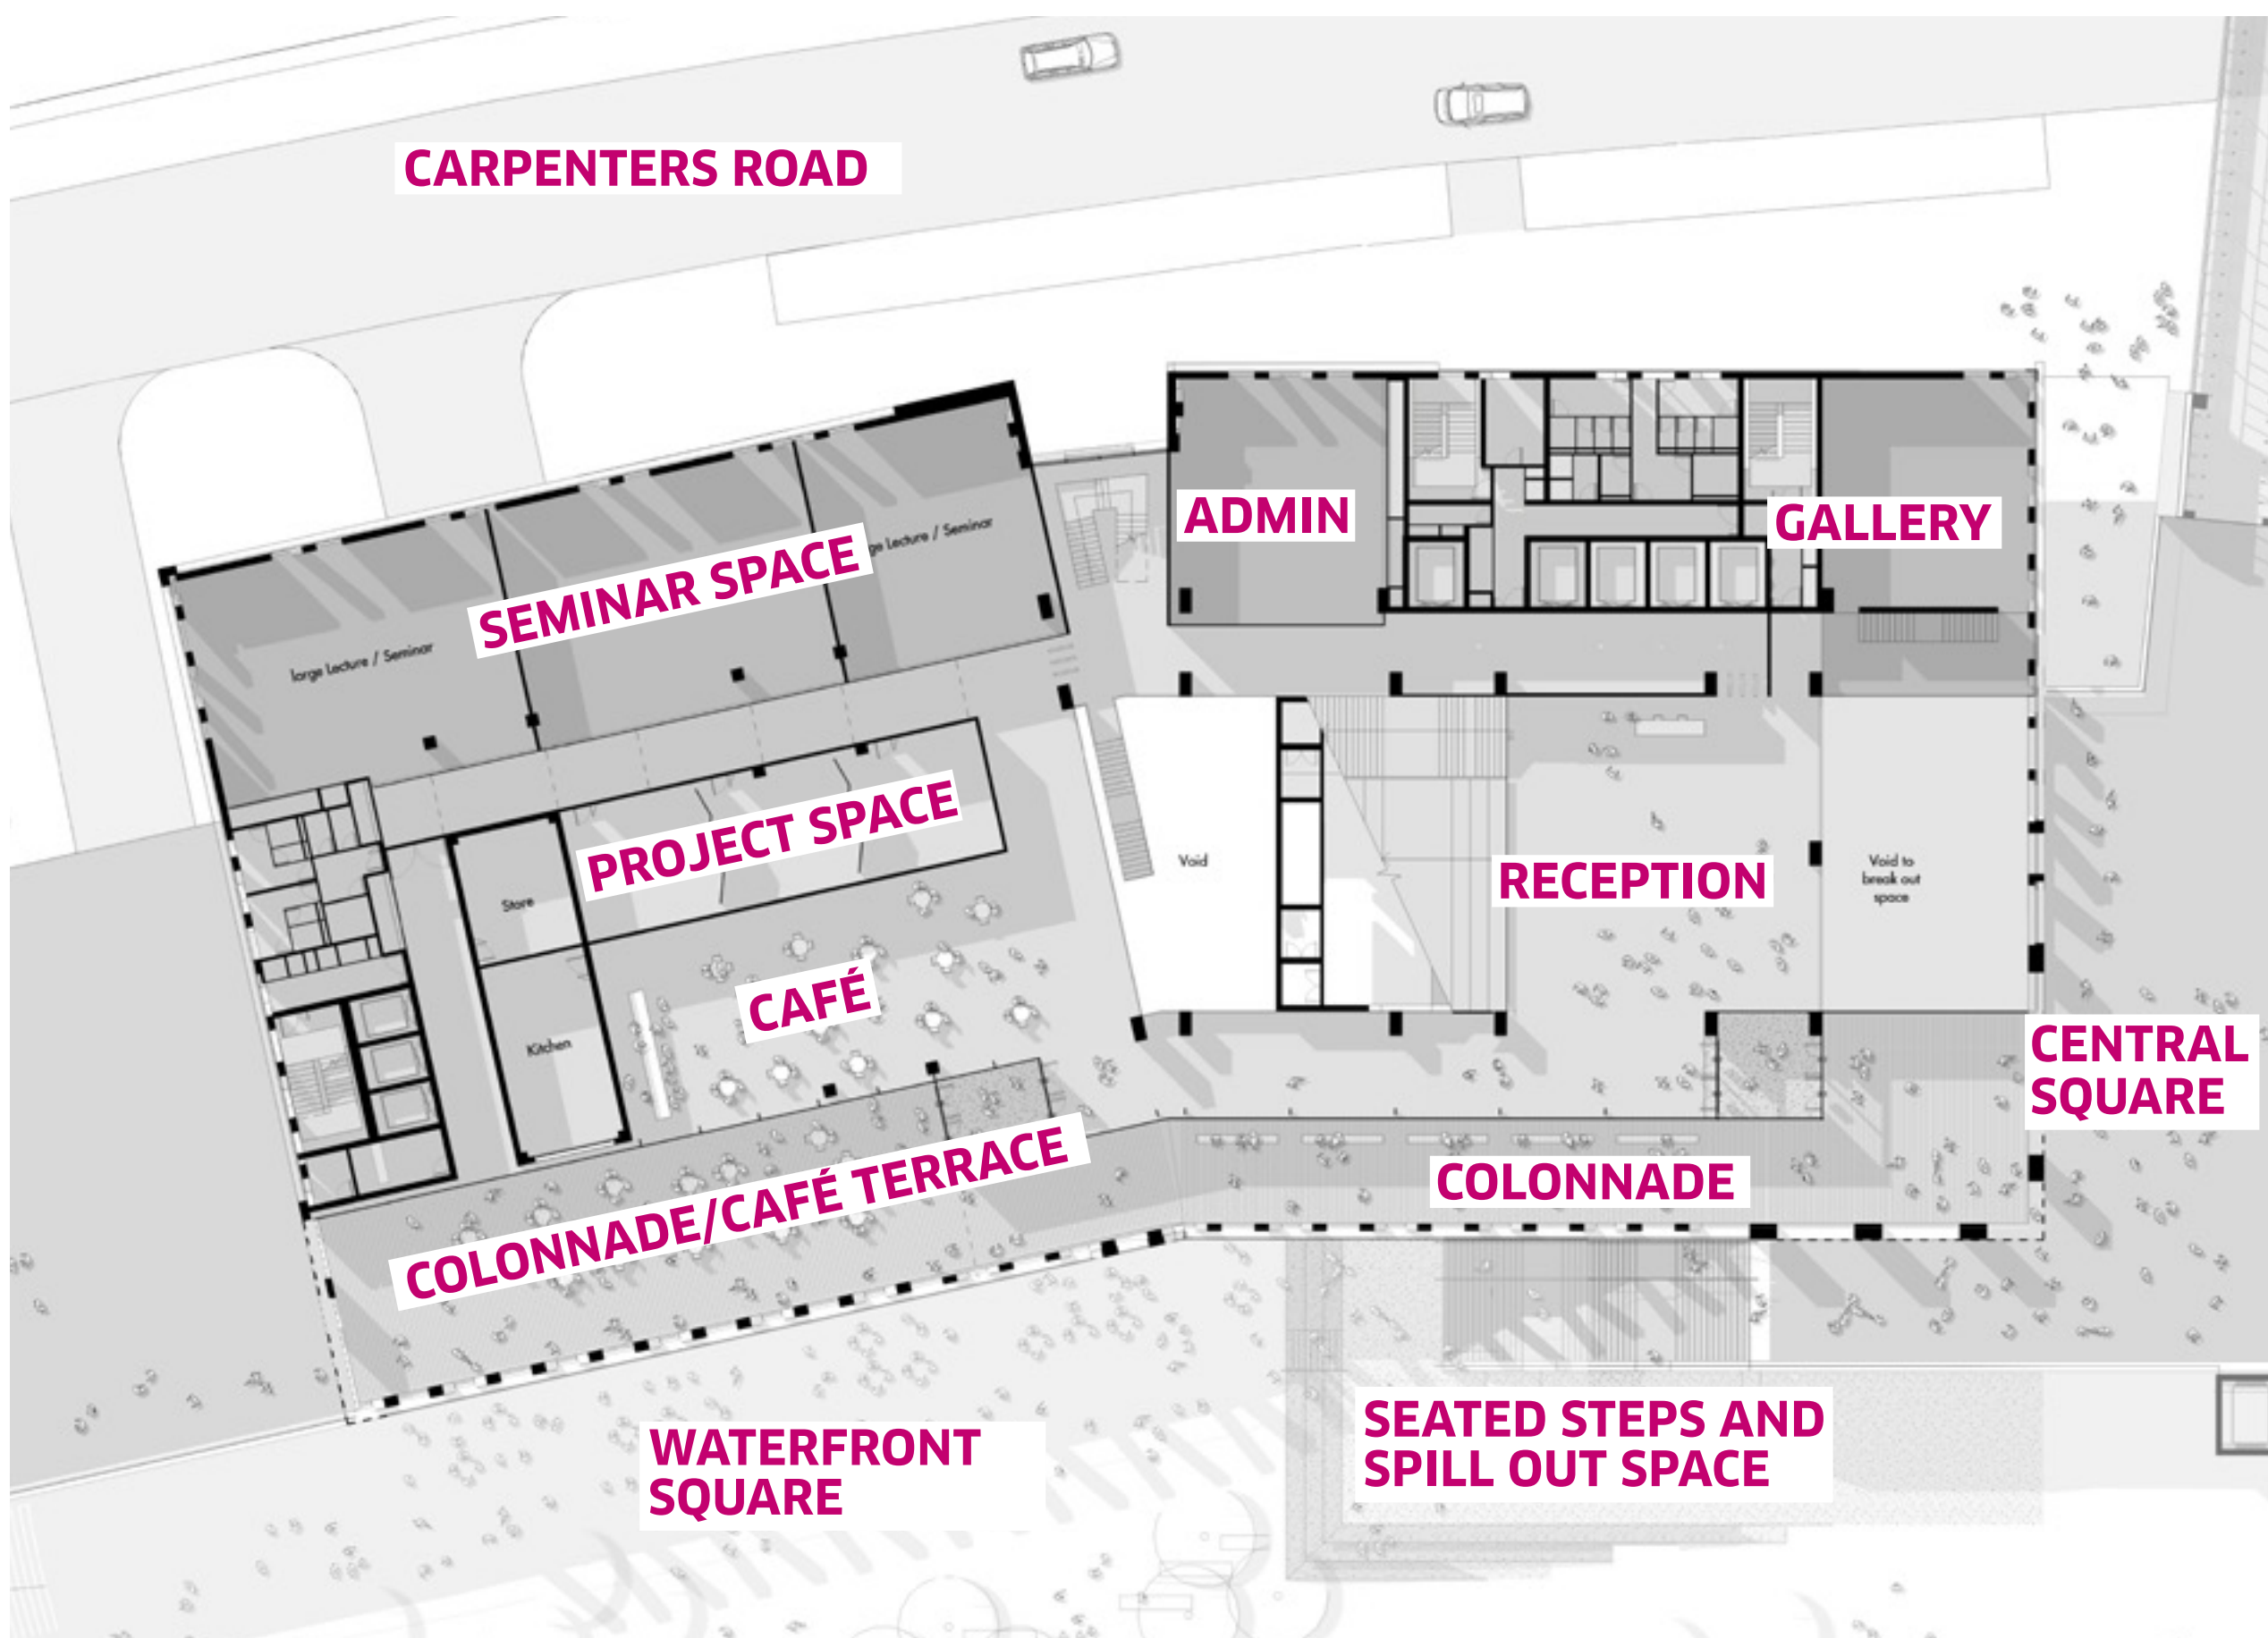 CARPENTERS ROAD
ADMIN
GALLERY
large Lecture / Seminar
SEMINAR SPACE
Lecture / Seminar
PROJECT SPACE
Store
Void
RECEPTION
Void to
break out
space
CAFÉ
Kitchen
CENTRAL
SQUARE
COLONNADE/CAFÉ TERRACE
COLONNADE
WATERFRONT
SQUARE
SEATED STEPS AND
SPILL OUT SPACE